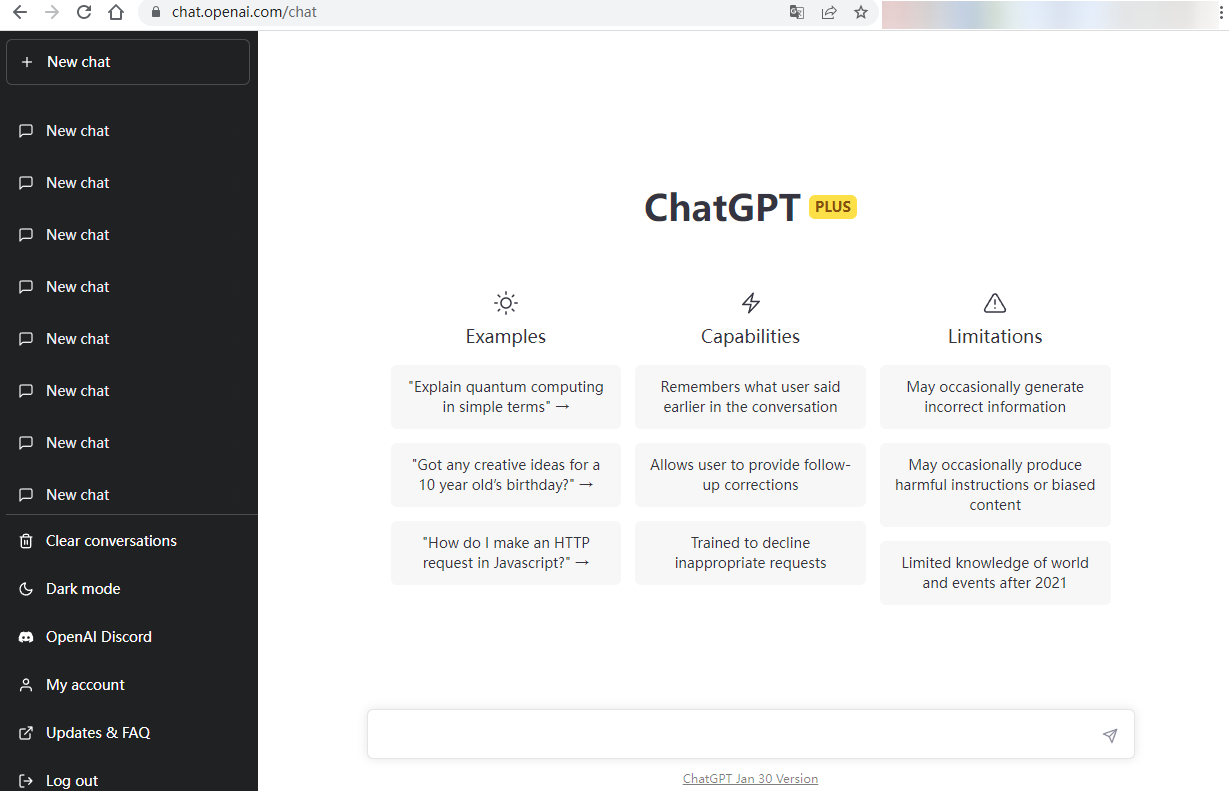 chat.openai.com/chat
New chat
New chat
New chat
New chat
New chat
New chat
New chat
New chat
New chat
Clear conversations
Dark mode
OpenAI Discord
My account
Updates & FAQ
Log out
ChatGPT PLUS
Examples
"Explain quantum computing
in simple terms" →
"Got any creative ideas for a
10 year old’s birthday?" →
"How do I make an HTTP
request in Javascript?" →
Capabilities
Remembers what user said
earlier in the conversation
Allows user to provide follow-
up corrections
Trained to decline
inappropriate requests
Limitations
May occasionally generate
incorrect information
May occasionally produce
harmful instructions or biased
content
Limited knowledge of world
and events after 2021
ChatGPT Jan 30 Version